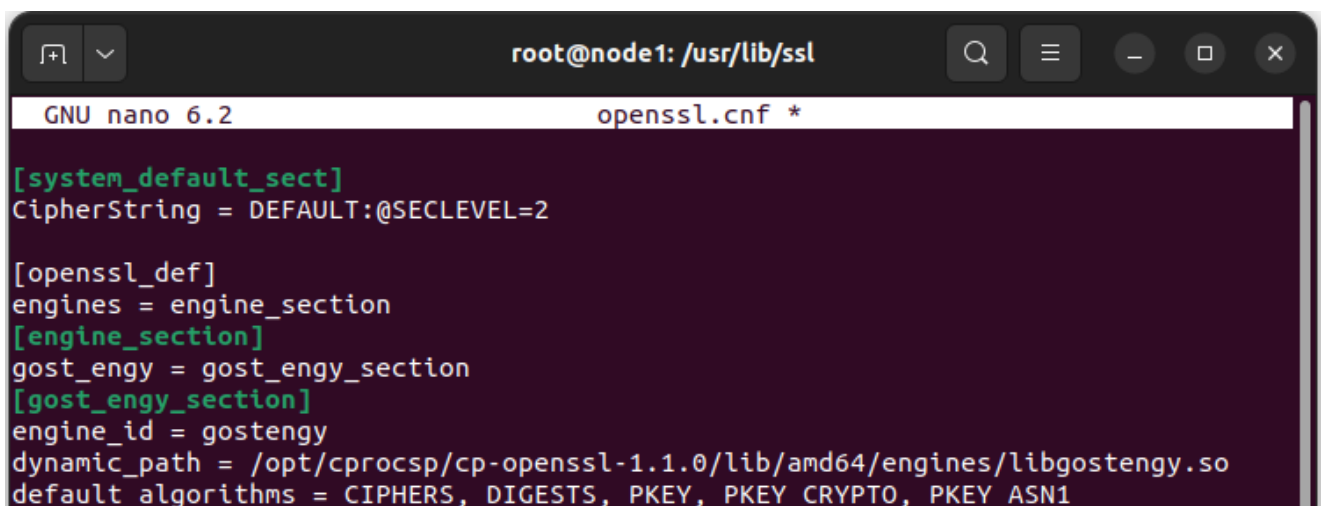 root@node1: /usr/lib/ssl
GNU nano 6.2 openssl.cnf *
[system_default_sect]
CipherString = DEFAULT:@SECLEVEL=2
[openssl_def]
engines = engine_section
[engine_section]
gost_engy = gost_engy_section
[gost_engy_section]
engine_id = gostengy
dynamic_path = /opt/cprocsp/cp-openssl-1.1.0/lib/amd64/engines/libgostengy.so
default_algorithms = CIPHERS, DIGESTS, PKEY, PKEY_CRYPTO, PKEY_ASN1